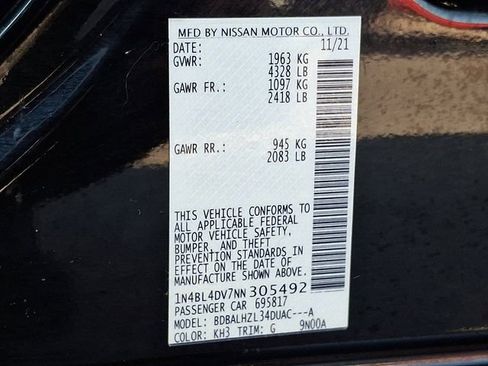 MFD BY NISSAN MOTOR CO., LTD.
DATE: 11/21
GVWR: 1963 KG
4328 LB
GAWR FR.: 1097 KG
2418 LB
GAWR RR.: 945 KG
2083 LB
THIS VEHICLE CONFORMS TO
ALL APPLICABLE FEDERAL
MOTOR VEHICLE SAFETY,
BUMPER, AND THEFT
PREVENTION STANDARDS IN
EFFECT ON THE DATE OF
MANUFACTURE SHOWN ABOVE.
1N4BL4DV7NN305492
PASSENGER CAR 695817
MODEL: BDBALHZL34DUAC---A
COLOR: KH3 TRIM: G 9N00A